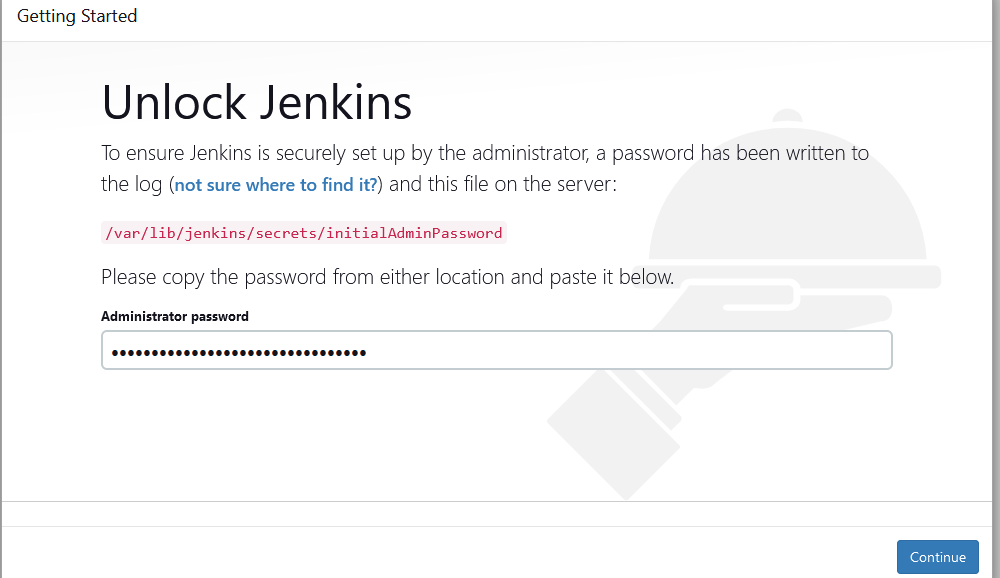 Getting Started
Unlock Jenkins
To ensure Jenkins is securely set up by the administrator, a password has been written to
the log (not sure where to find it?) and this file on the server:
/var/lib/jenkins/secrets/initialAdminPassword
Please copy the password from either location and paste it below.
Administrator password
••••••••••••••••••••••••••••••••
Continue